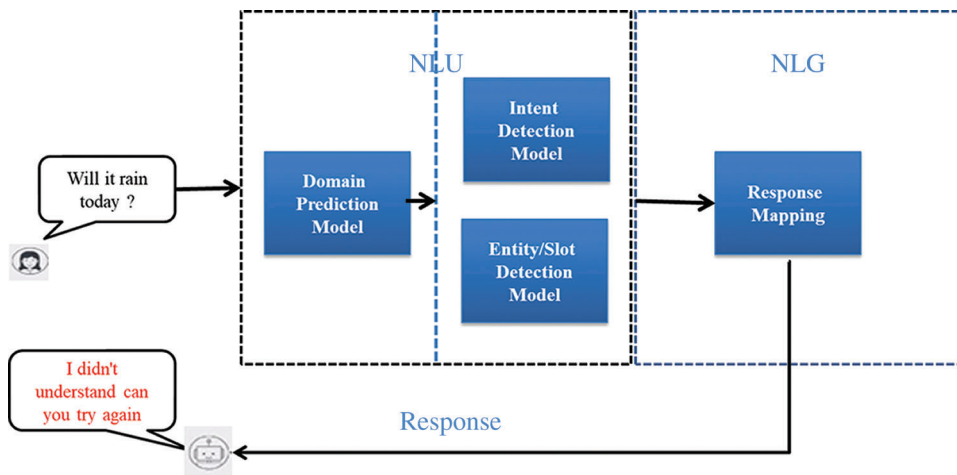 NLU
NLG
Intent
Detection
Model
Will it rain
today ?
Domain
Prediction
Model
Response
Mapping
Entity/Slot
Detection
Model
I didn't
understand can
you try again
Response